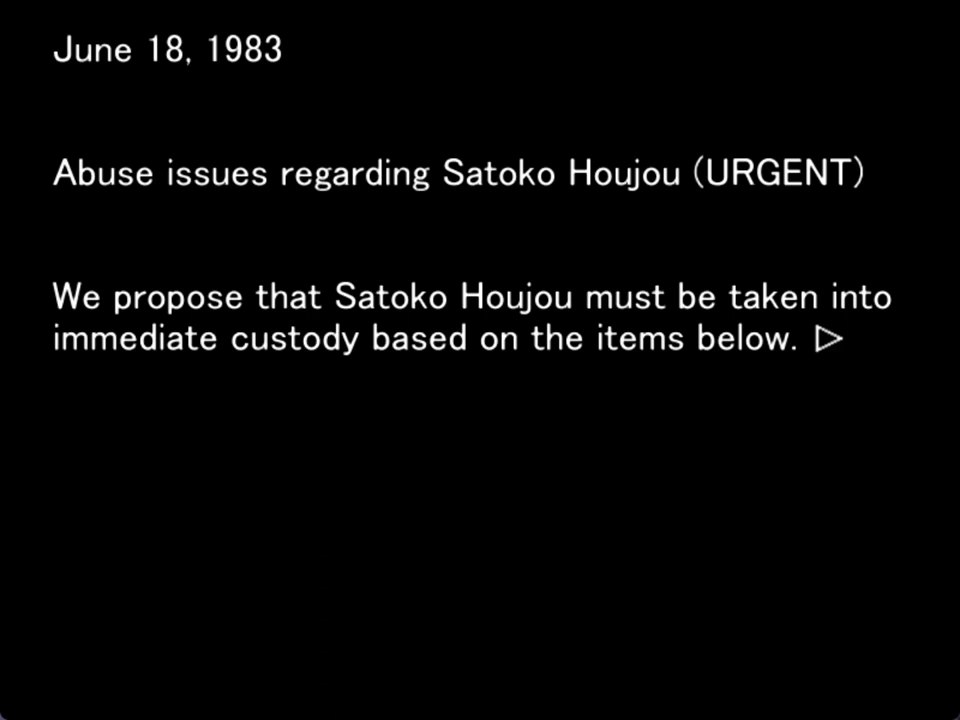 June 18, 1983
Abuse issues regarding Satoko Houjou (URGENT)
We propose that Satoko Houjou must be taken into
immediate custody based on the items below.